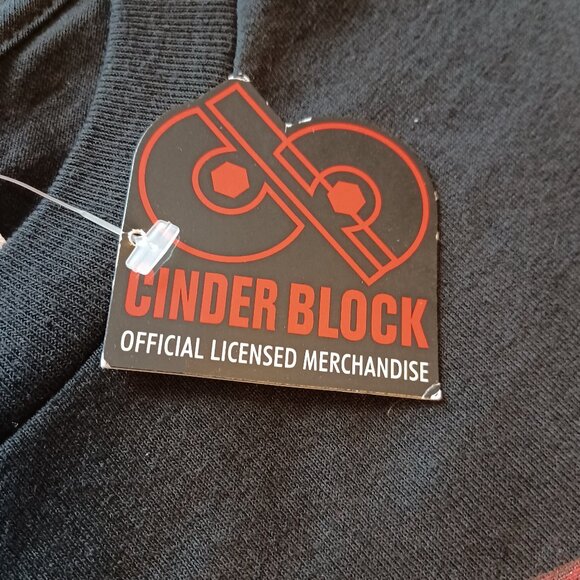 CINDER BLOCK
OFFICIAL LICENSED MERCHANDISE